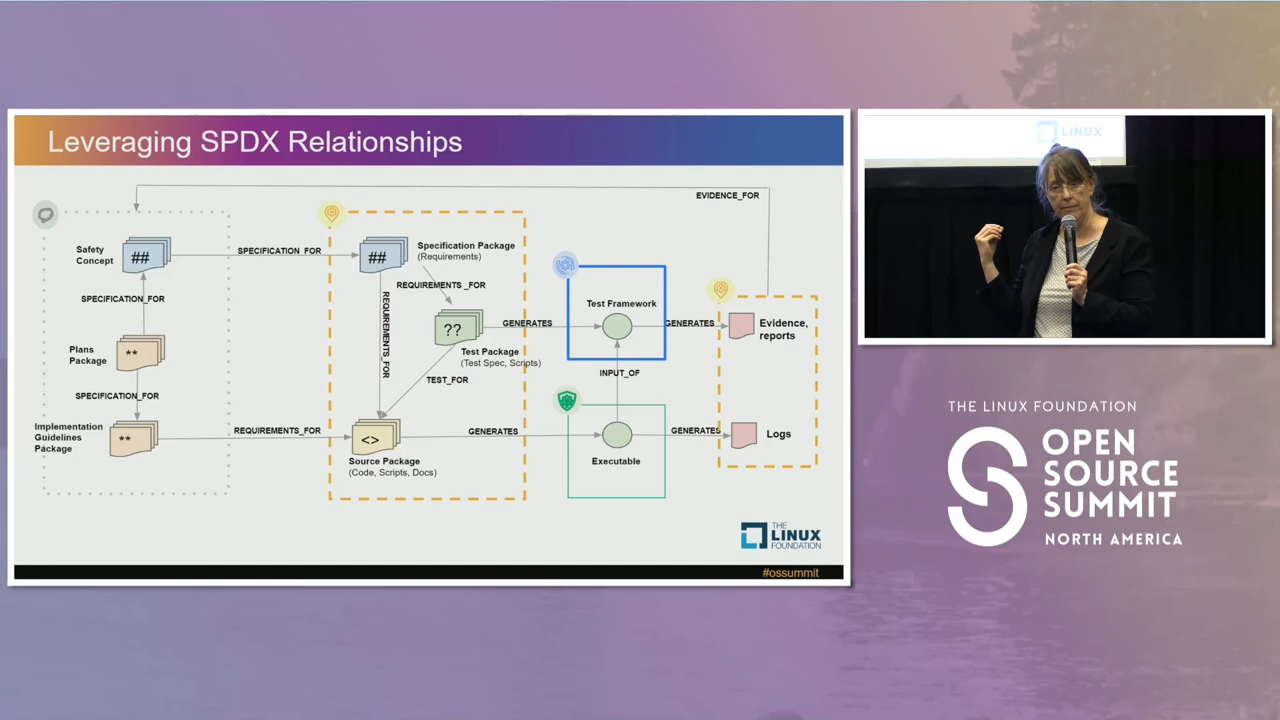 Leveraging SPDX Relationships
EVIDENCE_FOR
Safety
Concept
##
SPECIFICATION_FOR
##
Specification Package
(Requirements)
SPECIFICATION_FOR
REQUIREMENTS _FOR
REQUIREMENTS_FOR
Plans
Package
**
??
Test Package
(Test Spec, Scripts)
GENERATES
Test Framework
GENERATES
Evidence,
reports
TEST_FOR
INPUT_OF
SPECIFICATION_FOR
Implementation
Guidelines
Package
**
REQUIREMENTS_FOR
<>
Source Package
(Code, Scripts, Docs)
GENERATES
Executable
GENERATES
Logs
THE
LINUX
FOUNDATION
#ossummit
LINUX
THE LINUX FOUNDATION
OPEN
SOURCE
SUMMIT
NORTH AMERICA